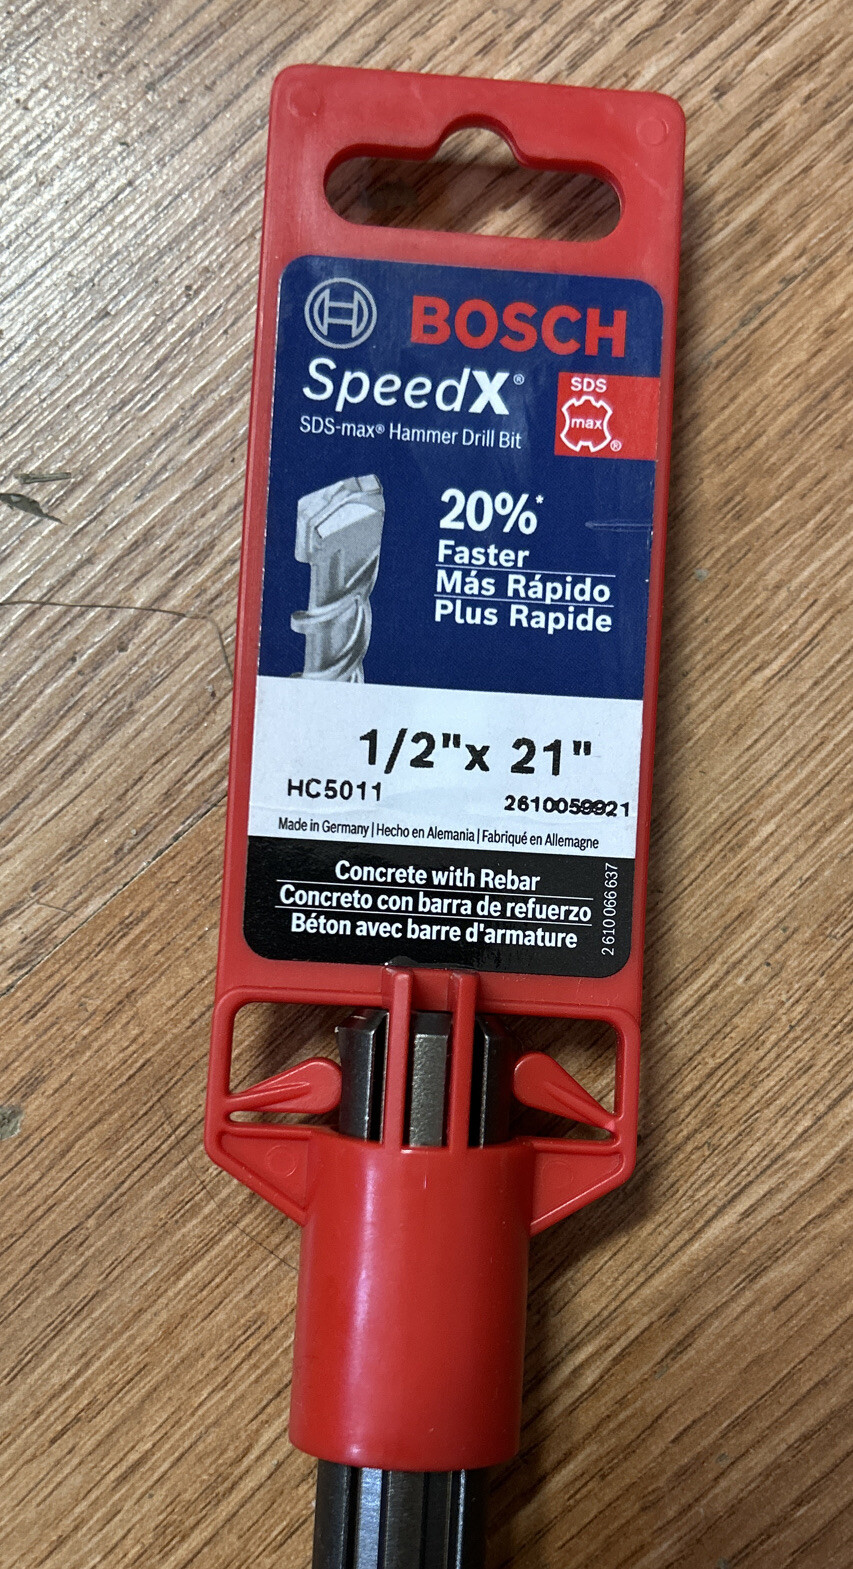 BOSCH
SpeedX®
SDS-max® Hammer Drill Bit
SDS
max
®
20%*
Faster
Más Rápido
Plus Rapide
1/2"x 21"
HC5011
2610059921
Made in Germany | Hecho en Alemania | Fabriqué en Allemagne
Concrete with Rebar
Concreto con barra de refuerzo
Béton avec barre d'armature
2 610 066 637